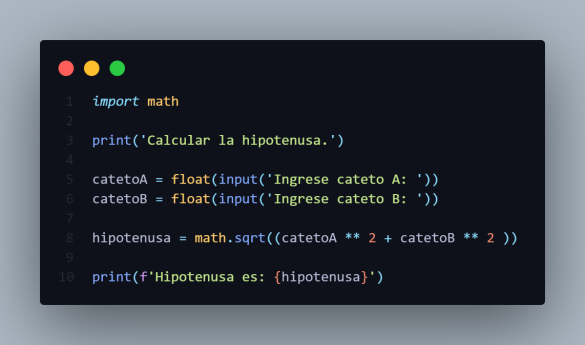 1 import math
2
3 print('Calcular la hipotenusa.')
4
5 catetoA = float(input('Ingrese cateto A: '))
6 catetoB = float(input('Ingrese cateto B: '))
7
8 hipotenusa = math.sqrt((catetoA ** 2 + catetoB ** 2 ))
9
10 print(f'Hipotenusa es: {hipotenusa}')